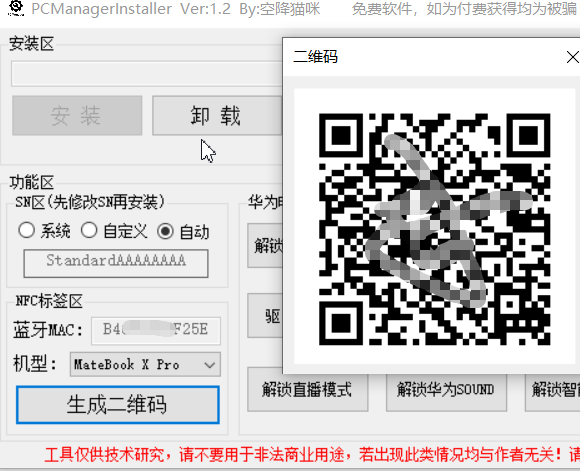 PCManagerInstaller Ver:1.2 By:空降猫咪 免费软件，如为付费获得均为被骗
安装区
二维码
安 装
卸 载
功能区
SN区(先修改SN再安装)
系统 自定义 自动
StandardAAAAAAAA
NFC标签区
蓝牙MAC: B4 F25E
机型: MateBook X Pro
生成二维码
华为
解锁
驱
解锁直播模式
解锁华为SOUND
解锁智能
工具仅供技术研究，请不要用于非法商业用途，若出现此类情况均与作者无关！请